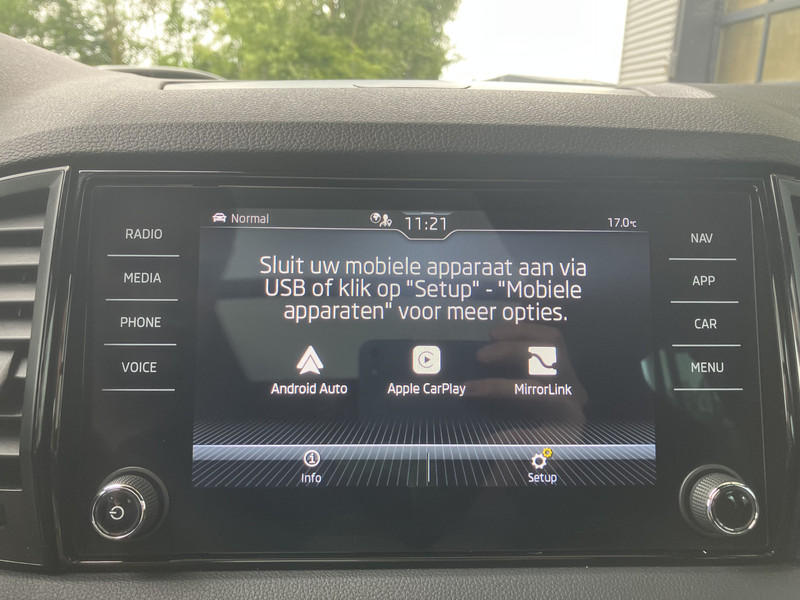 Normal
11:21
17.0°C
RADIO
MEDIA
PHONE
VOICE
Sluit uw mobiele apparaat aan via
USB of klik op "Setup" - "Mobiele
apparaten" voor meer opties.
Android Auto
Apple CarPlay
MirrorLink
Info
Setup
NAV
APP
CAR
MENU